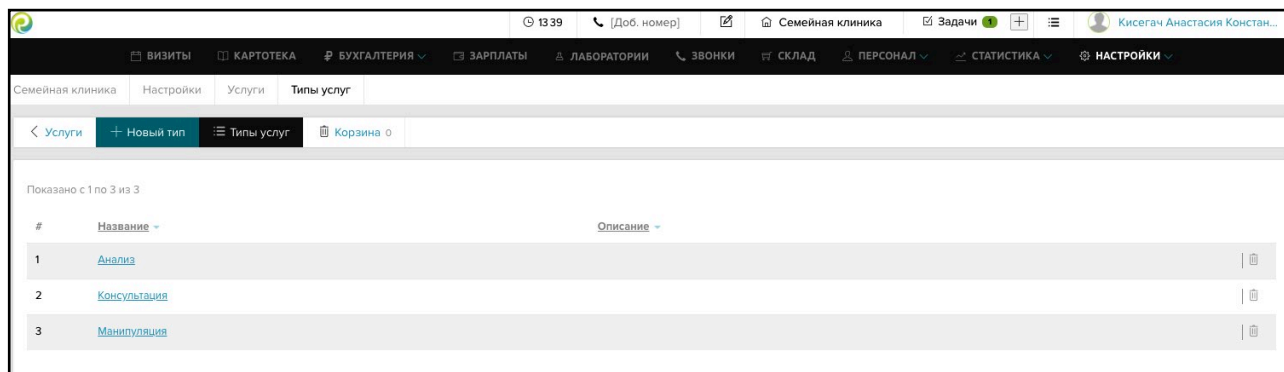 13 39 [Доб. номер] Семейная клиника Задачи 1 Кисегач Анастасия Констан...
ВИЗИТЫ КАРТОТЕКА БУХГАЛТЕРИЯ ЗАРПЛАТЫ ЛАБОРАТОРИИ ЗВОНКИ СКЛАД ПЕРСОНАЛ СТАТИСТИКА НАСТРОЙКИ
Семейная клиника Настройки Услуги Типы услуг
Услуги + Новый тип Типы услуг Корзина 0
Показано с 1 по 3 из 3
# Название Описание
1 Анализ
2 Консультация
3 Манипуляция